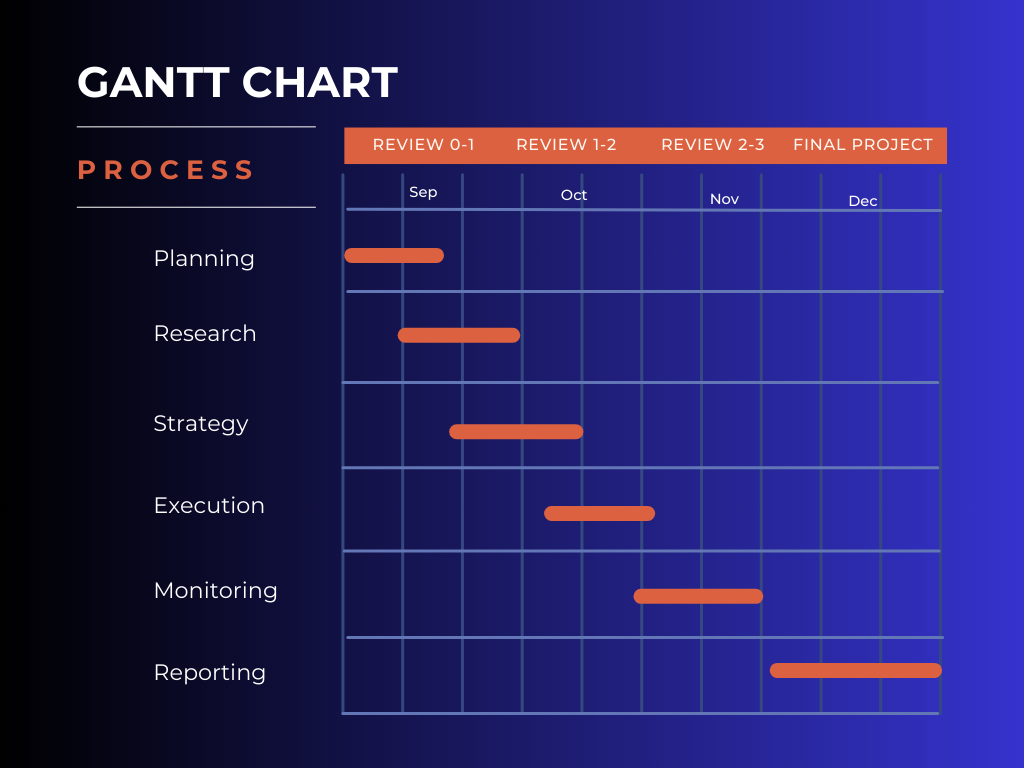 GANTT CHART
PROCESS
REVIEW 0-1 REVIEW 1-2 REVIEW 2-3 FINAL PROJECT
Sep Oct Nov Dec
Planning
Research
Strategy
Execution
Monitoring
Reporting